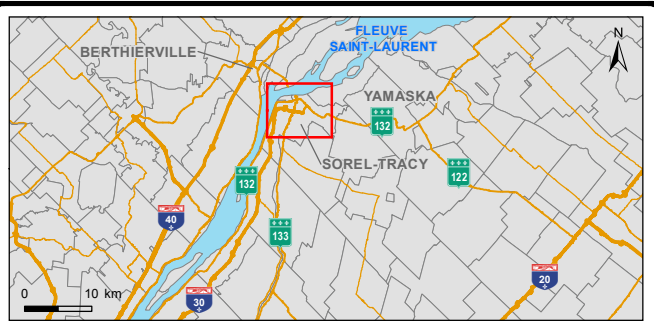 FLEUVE
SAINT-LAURENT
N
BERTHIERVILLE
YAMASKA
132
SOREL-TRACY
122
132
40
133
20
30
0 10 km